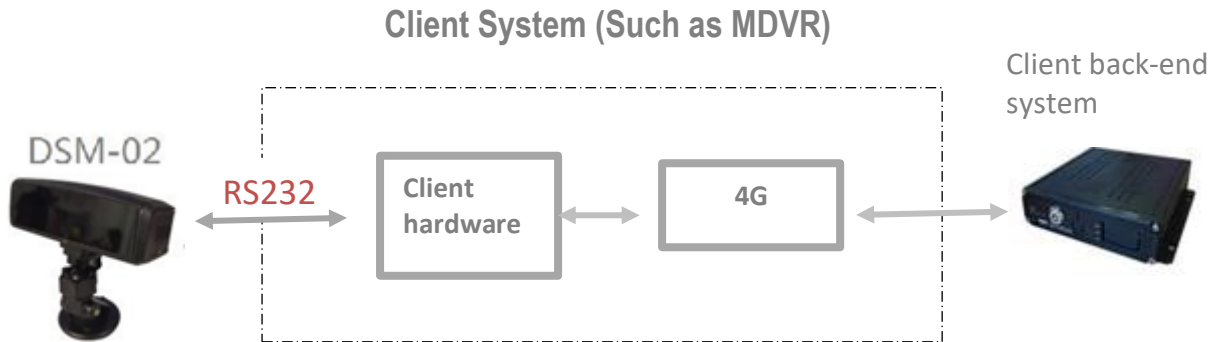 Client System (Such as MDVR)
Client back-end
system
DSM-02
RS232
Client
hardware
4G